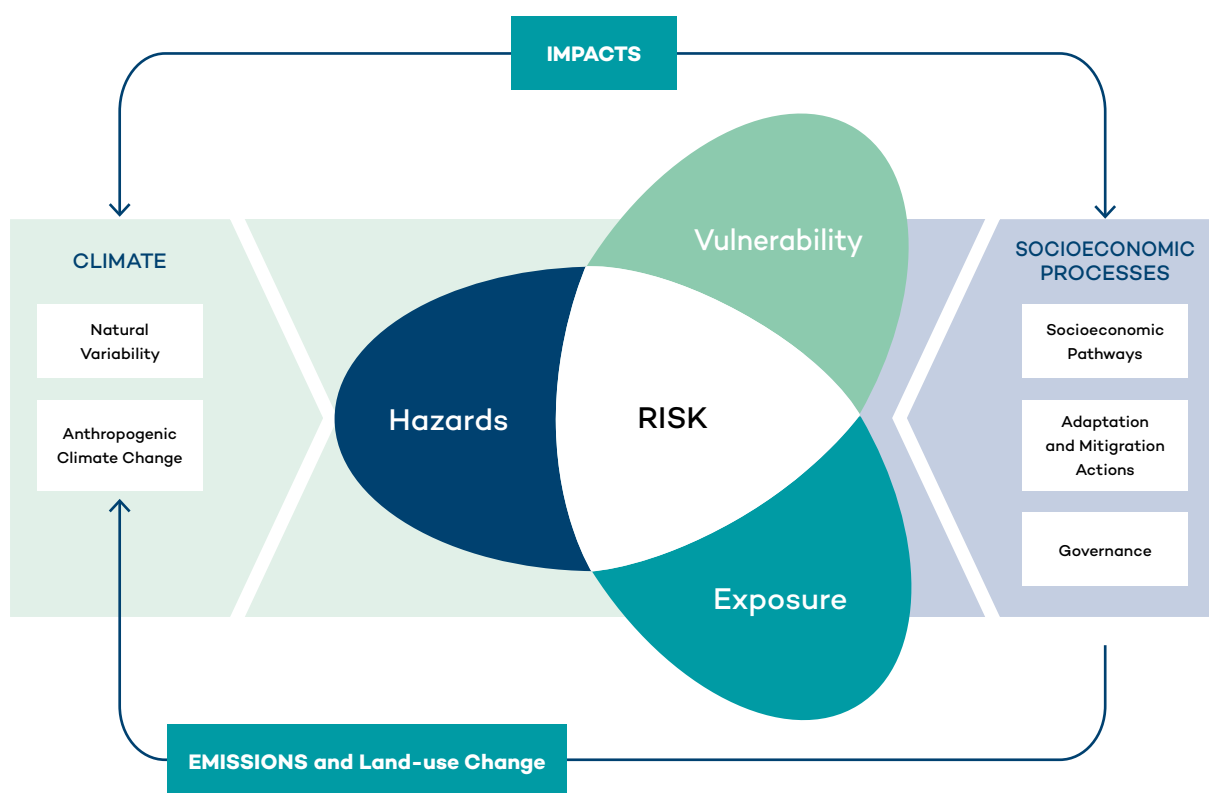 IMPACTS
CLIMATE
Natural
Variability
Anthropogenic
Climate Change
Vulnerability
Hazards
RISK
Exposure
SOCIOECONOMIC
PROCESSES
Socioeconomic
Pathways
Adaptation
and Mitigration
Actions
Governance
EMISSIONS and Land-use Change